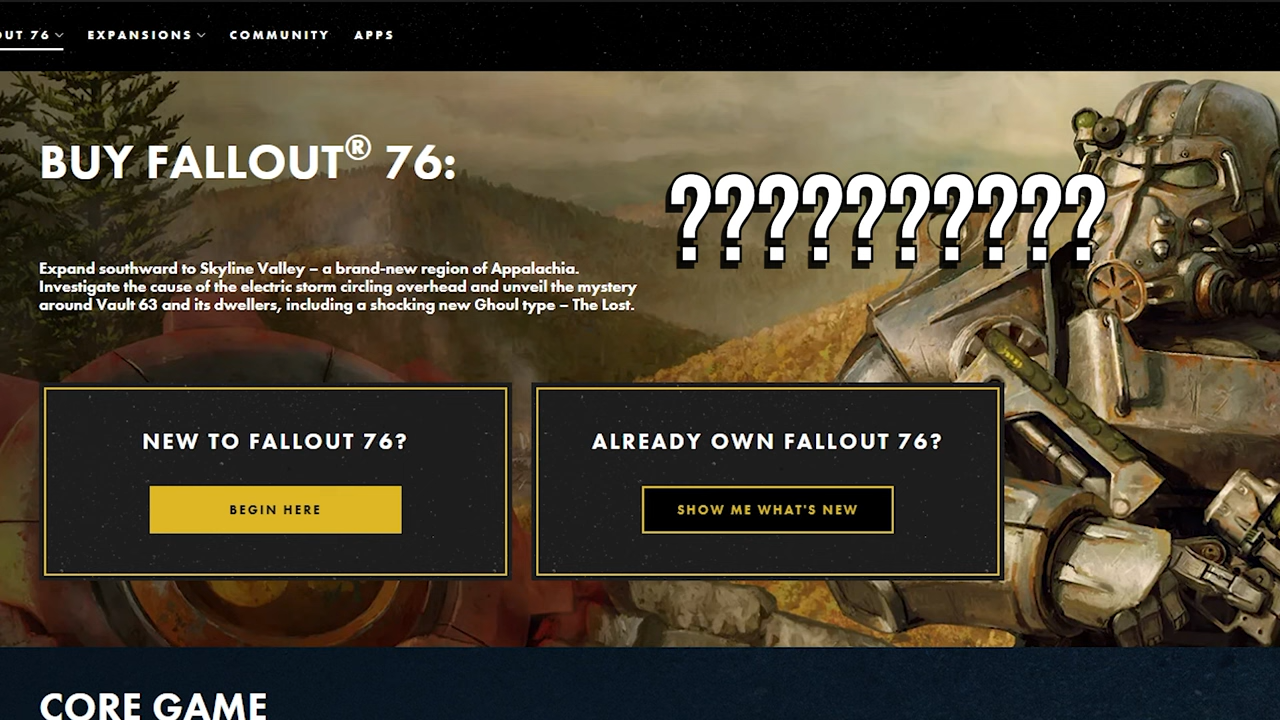 OUT 76
EXPANSIONS
COMMUNITY
APPS
BUY FALLOUT® 76:
??????????
Expand southward to Skyline Valley – a brand-new region of Appalachia.
Investigate the cause of the electric storm circling overhead and unveil the mystery
around Vault 63 and its dwellers, including a shocking new Ghoul type – The Lost.
NEW TO FALLOUT 76?
BEGIN HERE
ALREADY OWN FALLOUT 76?
SHOW ME WHAT'S NEW
CORE GAME